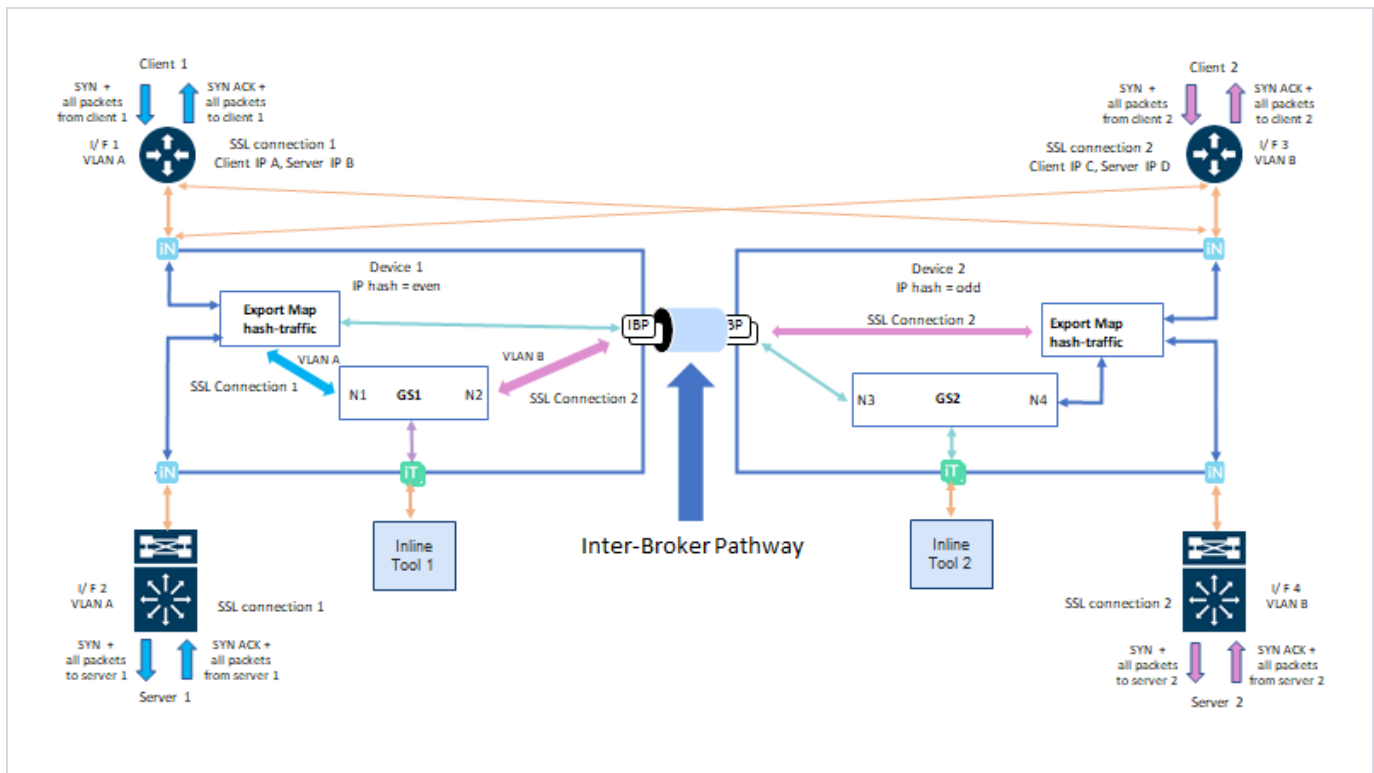 Client 1
SYN +
all packets
from client 1
SYN ACK +
all packets
to client 1
I/ F 1
VLAN A
SSL connection 1
Client IP A, Server IP B
Client 2
SYN +
all packets
from client 2
SYN ACK +
all packets
to client 2
SSL connection 2
Client IP C, Server IP D
I/ F 3
VLAN B
iN
iN
Device 1
IP hash = even
Export Map
hash-traffic
VLAN A
SSL Connection 1
N1
GS1
N2
VLAN B
SSL Connection 2
IBP
BP
Device 2
IP hash = odd
SSL Connection 2
Export Map
hash-traffic
N3
GS2
N4
iN
iT
iT
iN
Inter-Broker Pathway
Inline
Tool 1
Inline
Tool 2
I/ F 2
VLAN A
SSL connection 1
SYN +
all packets
to server 1
SYN ACK +
all packets
from server 1
Server 1
SSL connection 2
I/ F 4
VLAN B
SYN +
all packets
to server 2
SYN ACK +
all packets
from server 2
Server 2